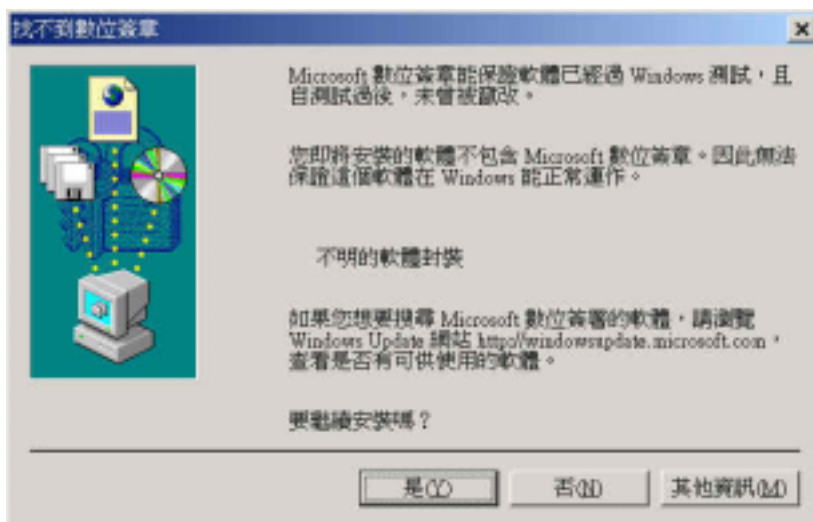 找不到數位簽章
Microsoft 數位簽章能保證軟體已經過 Windows 測試，且
自測試過後，未曾被竄改。
您即將安裝的軟體不包含 Microsoft 數位簽章。因此無法
保證這個軟體在 Windows 能正常運作。
不明的軟體封裝
如果您想要搜尋 Microsoft 數位簽署的軟體，請瀏覽
Windows Update 網站 http://windowsupdate.microsoft.com，
查看是否有可供使用的軟體。
要繼續安裝嗎？
是(Y)
否(N)
其他資訊(M)